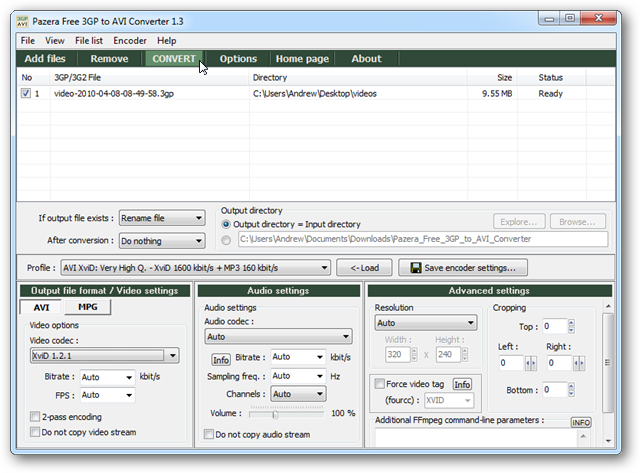 3GP AVI Pazera Free 3GP to AVI Converter 1.3
File View File list Encoder Help
Add files Remove CONVERT Options Home page About
No 3GP/3G2 File Directory Size Status
1 video-2010-04-08-08-49-58.3gp C:\Users\Andrew\Desktop\videos 9.55 MB Ready
If output file exists : Rename file
After conversion : Do nothing
Output directory
Output directory = Input directory
Explore... Browse...
C:\Users\Andrew\Documents\Downloads\Pazera_Free_3GP_to_AVI_Converter
Profile : AVI XviD: Very High Q. - XviD 1600 kbit/s + MP3 160 kbit/s <- Load Save encoder settings...
Output file format / Video settings
AVI MPG
Video options
Video codec :
XviD 1.2.1
Bitrate : Auto kbit/s
FPS : Auto
2-pass encoding
Do not copy video stream
Audio settings
Audio settings
Audio codec :
Auto
Info Bitrate : Auto kbit/s
Sampling freq. : Auto Hz
Channels : Auto
Volume : 100 %
Do not copy audio stream
Advanced settings
Resolution
Auto
Width : Height :
320 x 240
Force video tag Info
(fourcc) : XVID
Cropping
Top : 0
Left : Right :
0 0
Bottom : 0
Additional FFmpeg command-line parameters : INFO